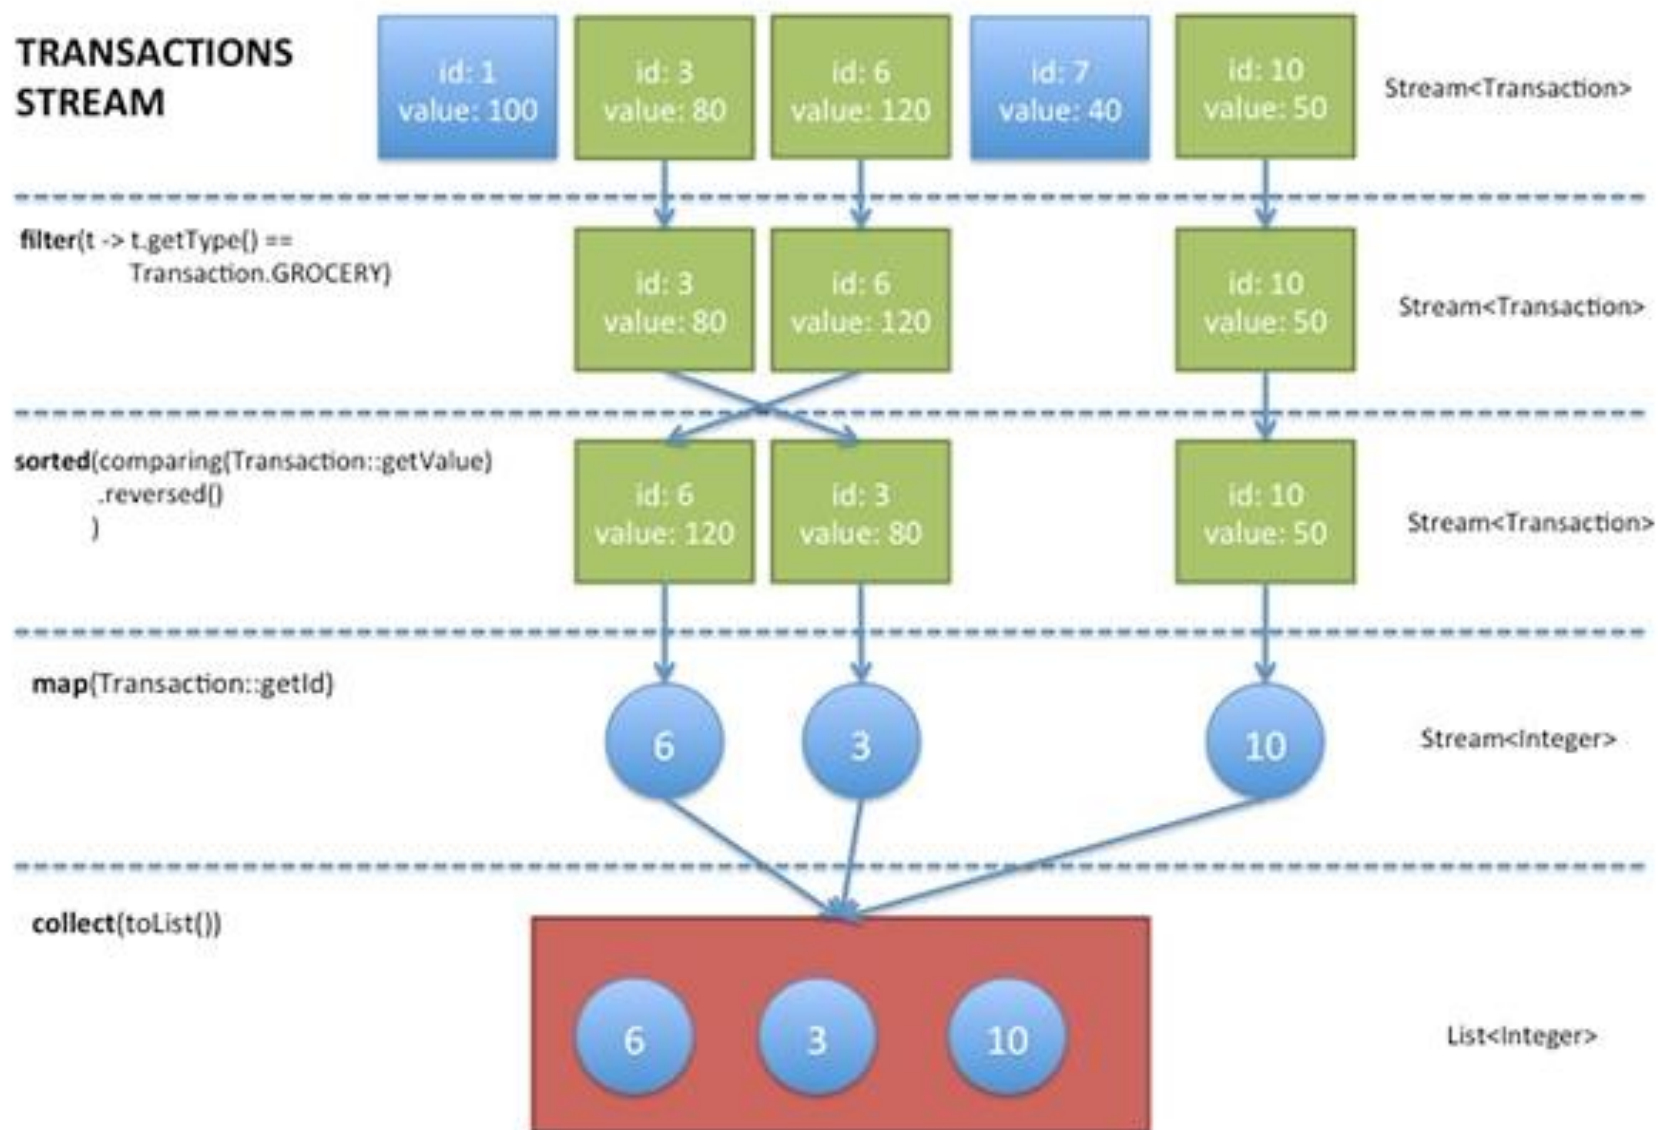 TRANSACTIONS
STREAM
id: 1
value: 100
id: 3
value: 80
id: 6
value: 120
id: 7
value: 40
id: 10
value: 50
Stream<Transaction>
filter(t -> t.getType() ==
Transaction.GROCERY)
id: 3
value: 80
id: 6
value: 120
id: 10
value: 50
Stream<Transaction>
sorted(comparing(Transaction::getValue)
.reversed()
)
id: 6
value: 120
id: 3
value: 80
id: 10
value: 50
Stream<Transaction>
map(Transaction::getId)
6
3
10
Stream<Integer>
collect(toList())
6
3
10
List<Integer>